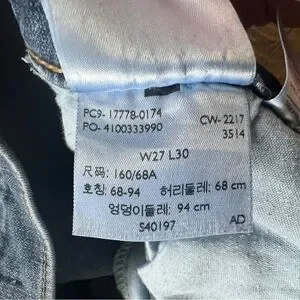 PC9- 17778-0174
PO- 4100333990
CW- 2217
3514
W27 L30
尺码: 160/68A
호칭: 68-94 허리둘레: 68 cm
엉덩이둘레: 94 cm
S40197 AD